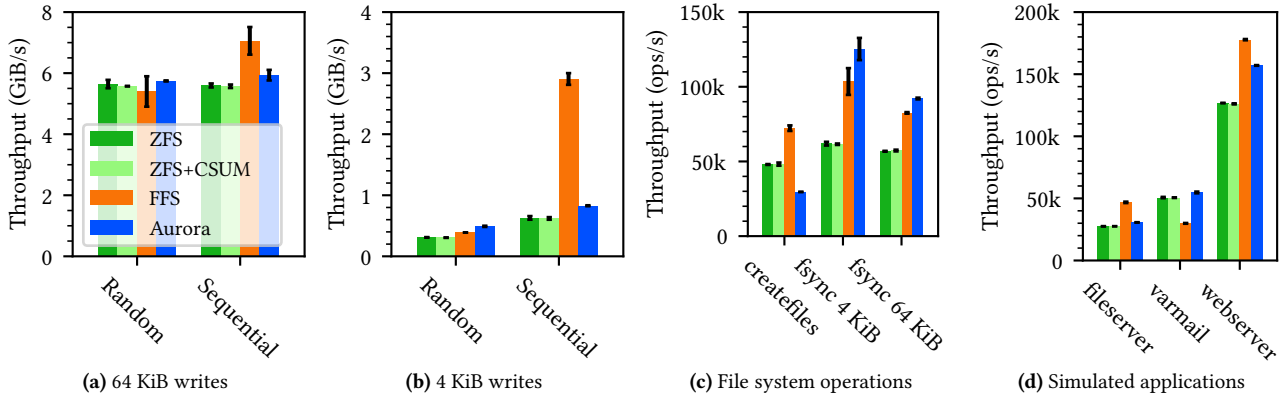 Throughput (GiB/s)
8
6
4
2
0
ZFS
ZFS+CSUM
FFS
Aurora
Random
Sequential
(a) 64 KiB writes
Throughput (GiB/s)
4
3
2
1
0
Random
Sequential
(b) 4 KiB writes
Throughput (ops/s)
150k
100k
50k
0
createfiles
fsync 4 KiB
fsync 64 KiB
(c) File system operations
Throughput (ops/s)
200k
150k
100k
50k
0
fileserver
varmail
webserver
(d) Simulated applications